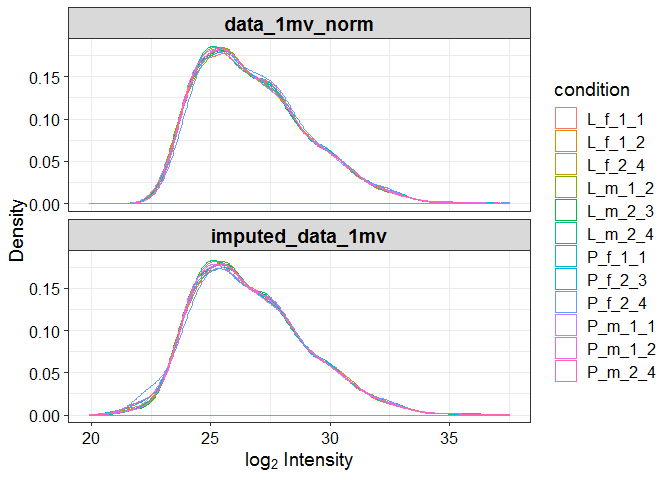 data_1mv_norm
0.15
0.10
0.05
0.00
imputed_data_1mv
0.15
0.10
0.05
0.00
20
25
30
35
log2 Intensity
Density
condition
L_f_1_1
L_f_1_2
L_f_2_4
L_m_1_2
L_m_2_3
L_m_2_4
P_f_1_1
P_f_2_3
P_f_2_4
P_m_1_1
P_m_1_2
P_m_2_4